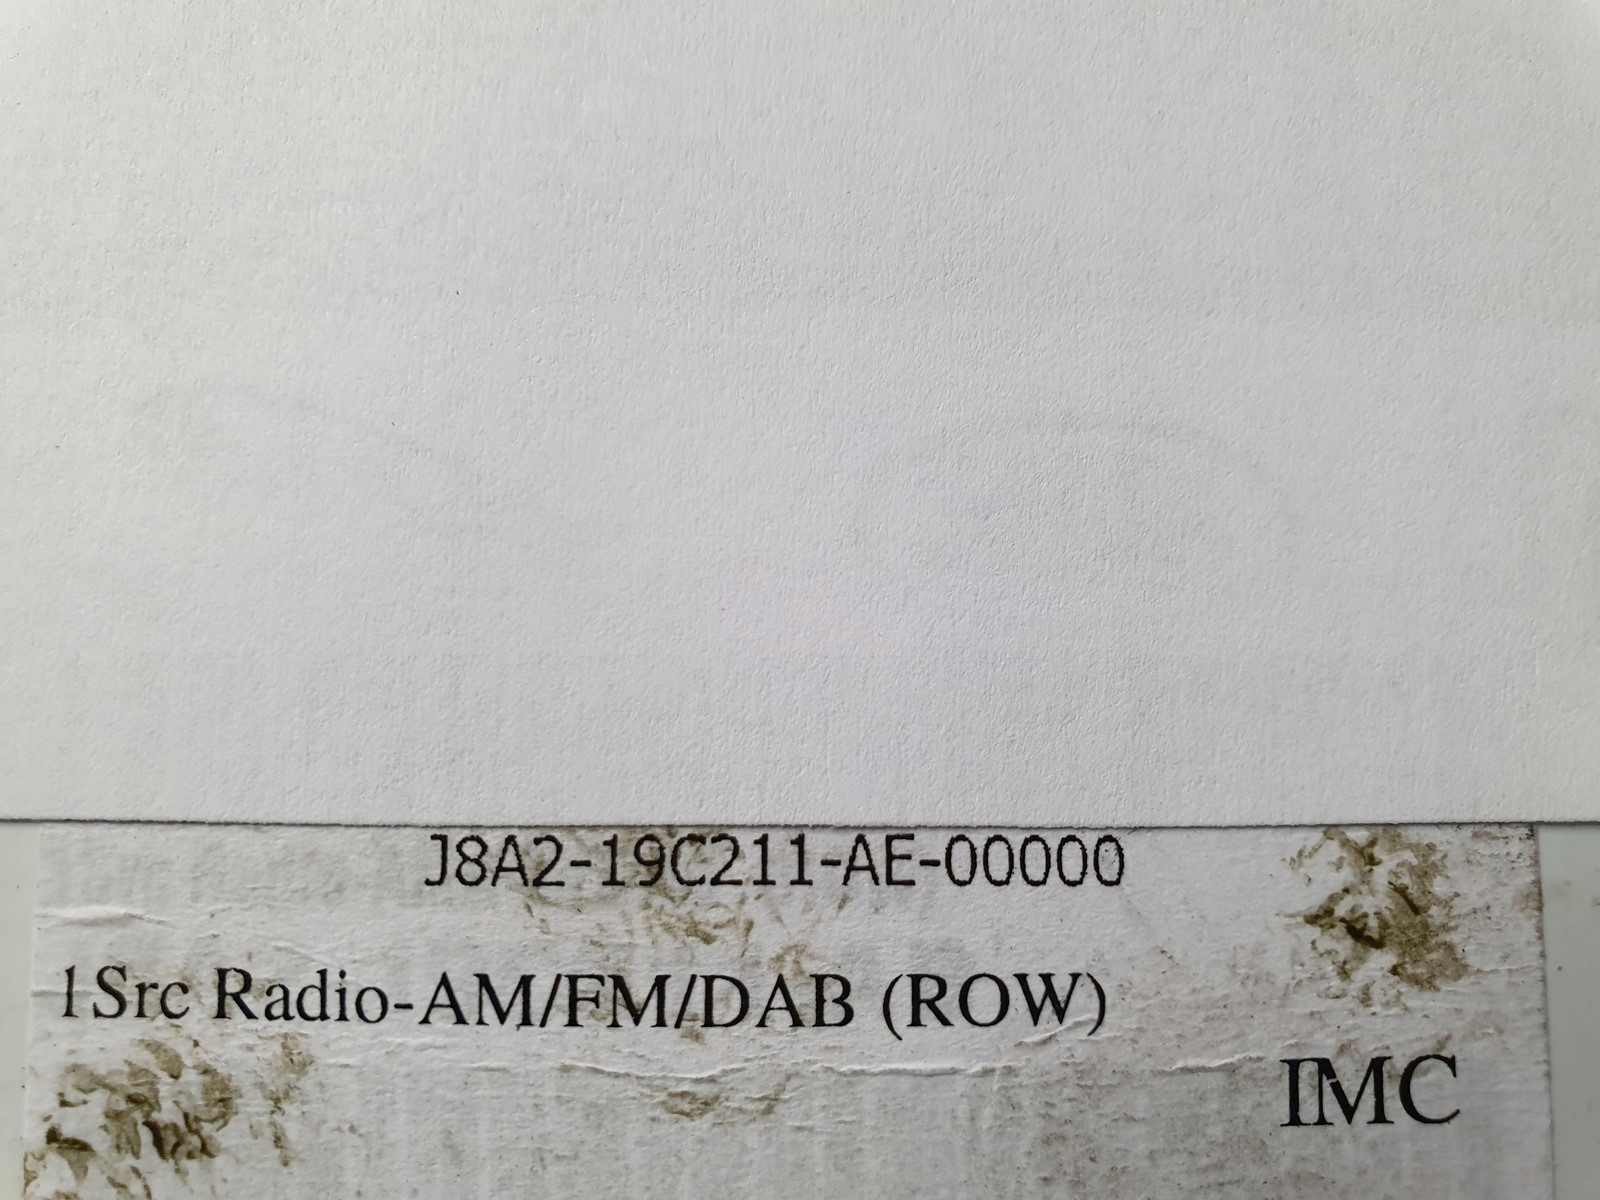 J8A2-19C211-AE-00000
1Src Radio-AM/FM/DAB (ROW)
IMC